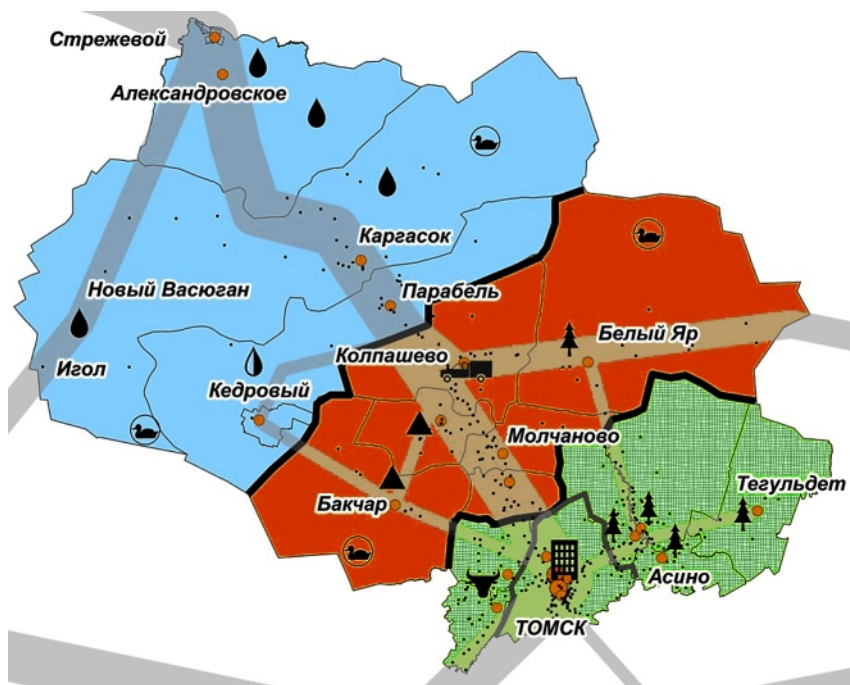 Стрежевой
Александровское
Каргасок
Новый Васюган
Парабель
Белый Яр
Колпашево
Игол
Кедровый
Молчаново
Тегульдет
Бакчар
Асино
ТОМСК